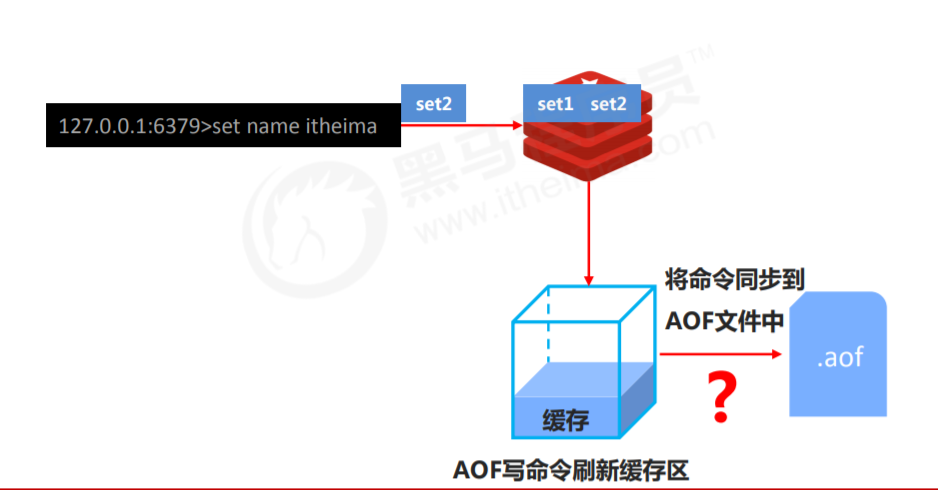 set2
set1 set2
127.0.0.1:6379>set name itheima
黑马程序员
TM
www.itheima.com
将命令同步到
AOF文件中
.aof
?
缓存
AOF写命令刷新缓存区